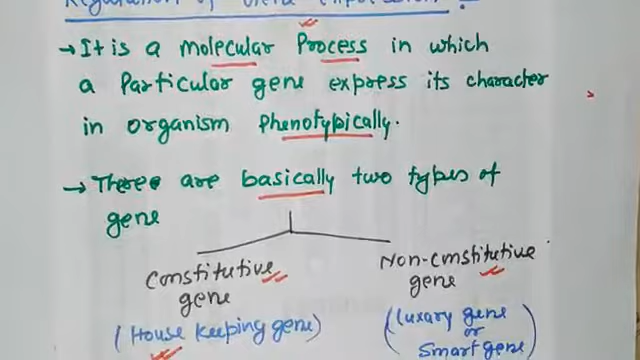 → It is a molecular Process in which
a Particular gene express its character
in organism Phenotypically.
→ There are basically two types of
gene
Constitutive gene
(House Keeping gene)
Non-cmstitutive gene
(luxary gene or Smart gene)